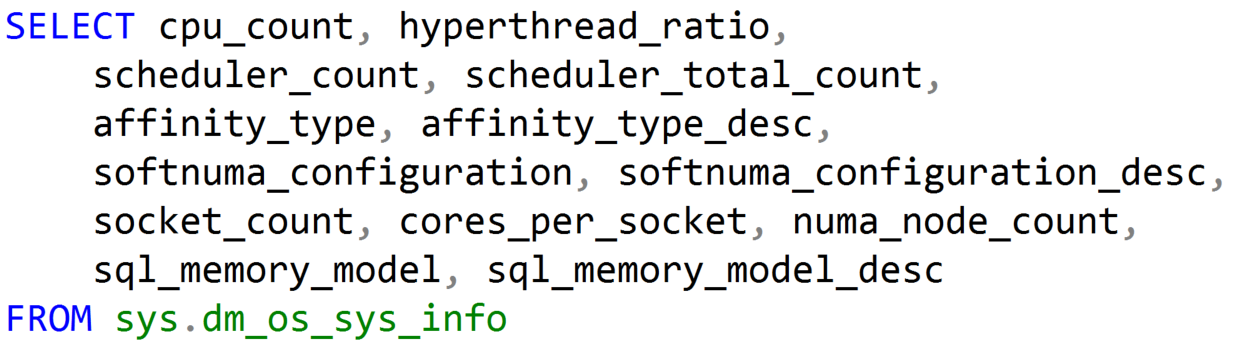 SELECT cpu_count, hyperthread_ratio,
scheduler_count, scheduler_total_count,
affinity_type, affinity_type_desc,
softnuma_configuration, softnuma_configuration_desc,
socket_count, cores_per_socket, numa_node_count,
sql_memory_model, sql_memory_model_desc
FROM sys.dm_os_sys_info